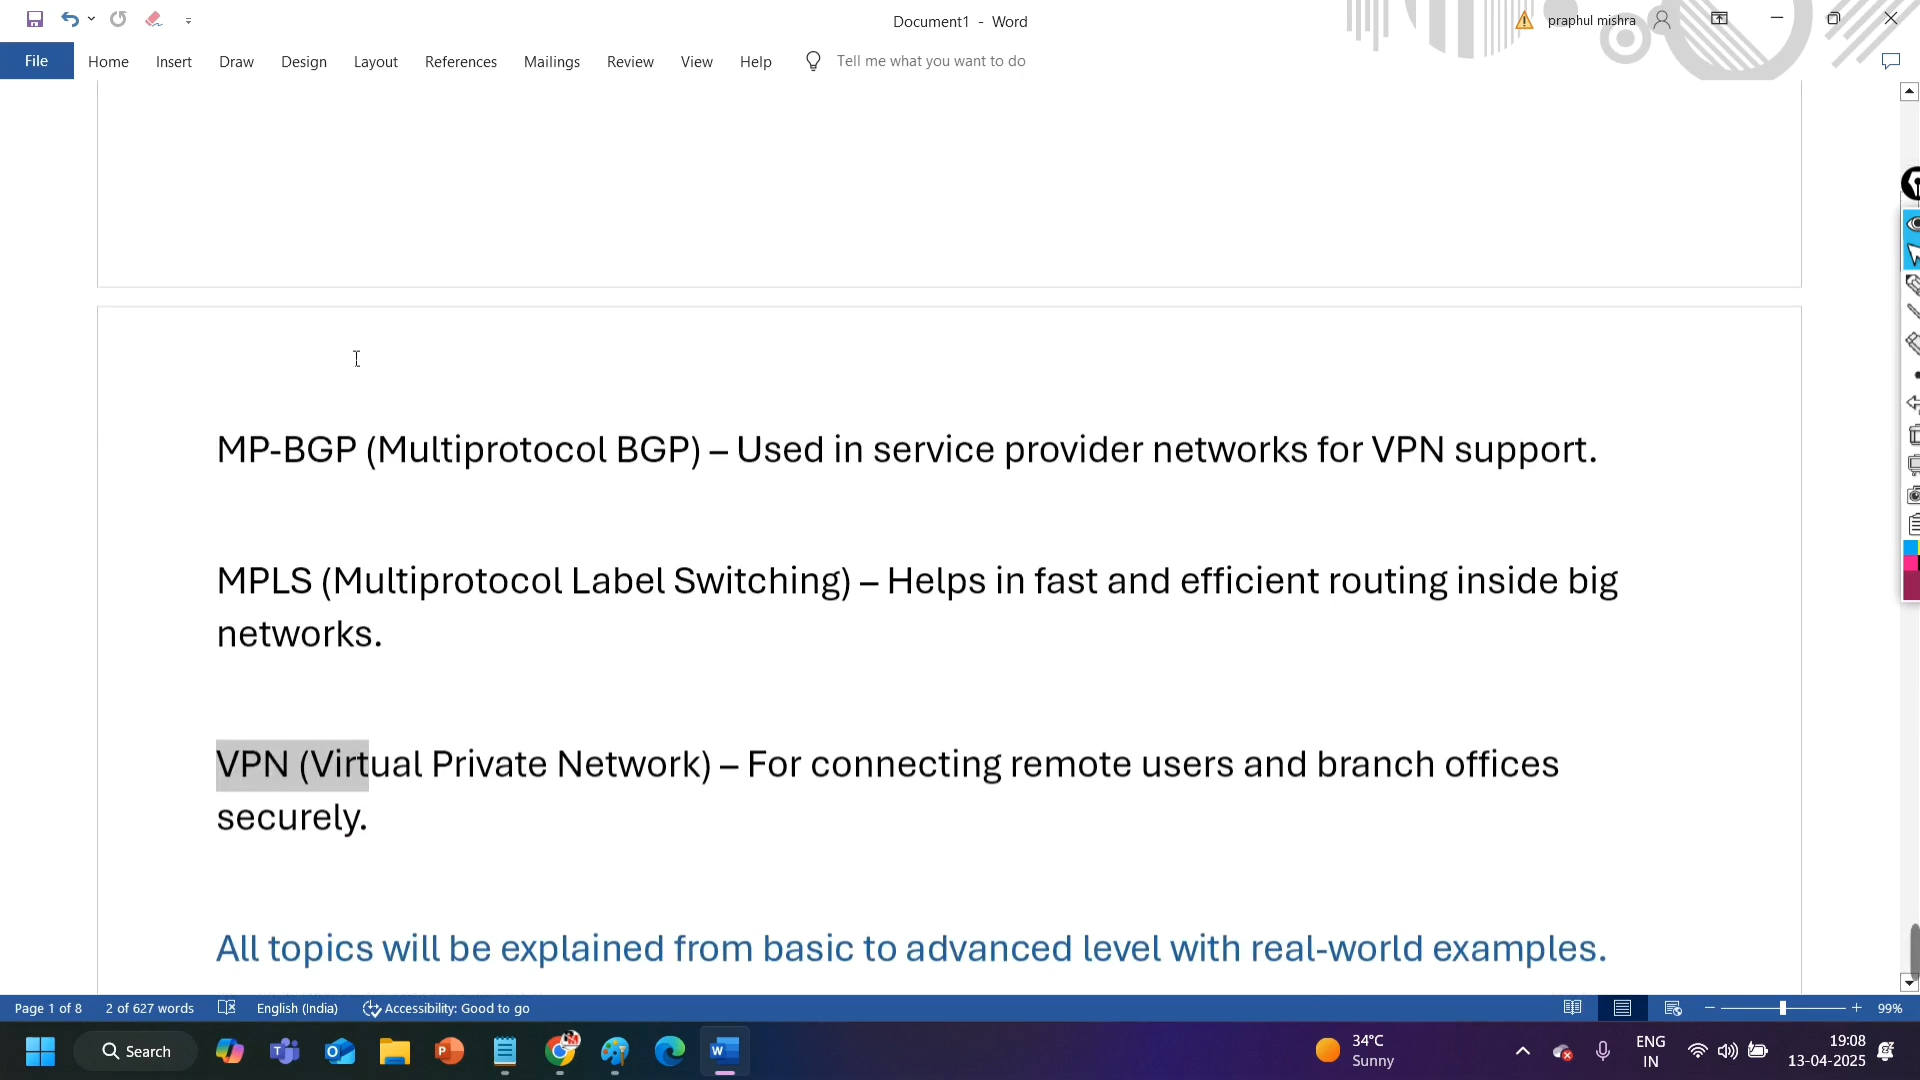 Document1 - Word
praphul mishra
File Home Insert Draw Design Layout References Mailings Review View Help Tell me what you want to do
MP-BGP (Multiprotocol BGP) – Used in service provider networks for VPN support.
MPLS (Multiprotocol Label Switching) – Helps in fast and efficient routing inside big
networks.
VPN (Virtual Private Network) – For connecting remote users and branch offices
securely.
All topics will be explained from basic to advanced level with real-world examples.
Page 1 of 8 2 of 627 words English (India) Accessibility: Good to go 99%
Search
34°C
Sunny
ENG
IN
19:08
13-04-2025